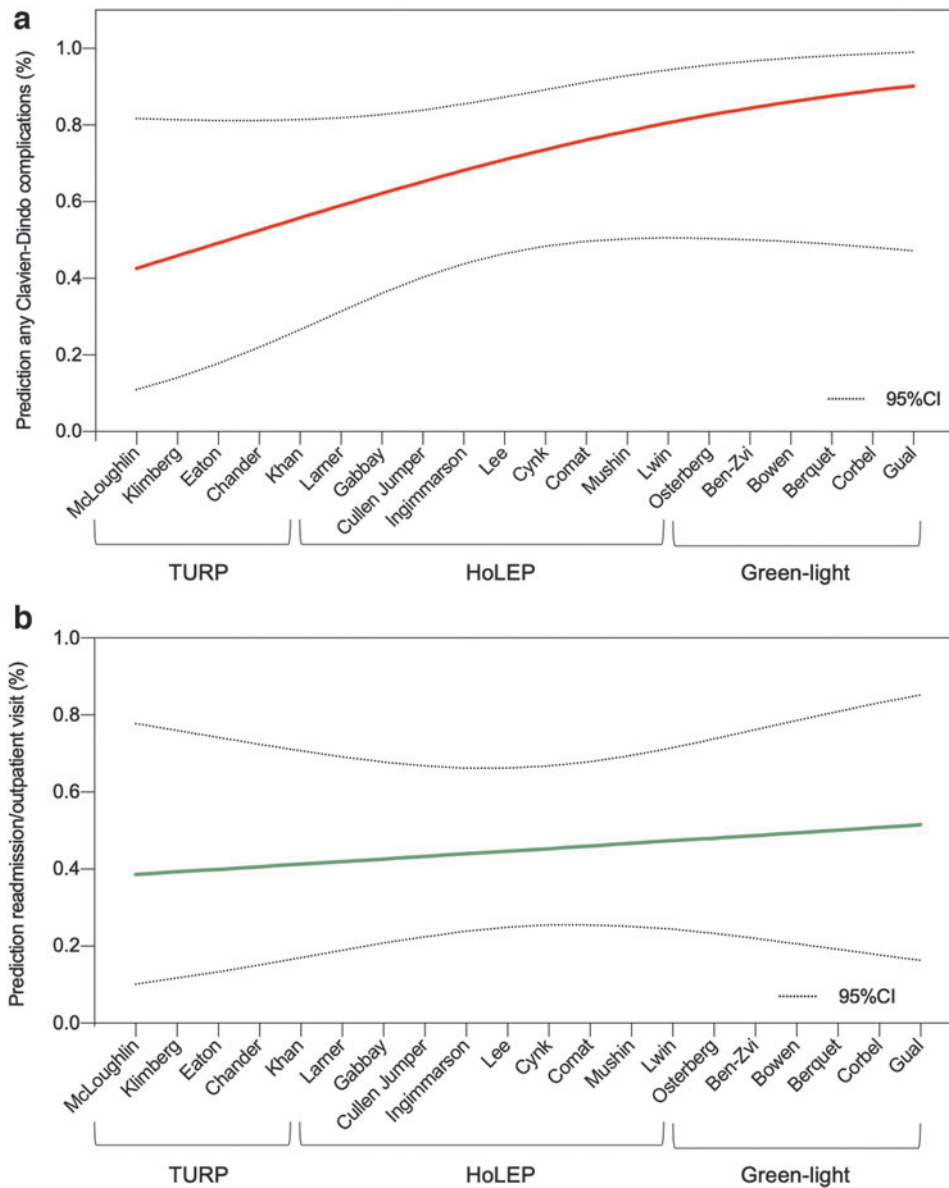 a
Prediction any Clavien-Dindo complications (%)
1.0
0.8
0.6
0.4
0.2
0.0
95%CI
McLoughlin
Klimberg
Eaton
Chander
Khan
Larner
Gabbay
Cullen Jumper
Ingimmarson
Lee
Cynk
Comat
Mushin
Lwin
Osterberg
Ben-Zvi
Bowen
Berquet
Corbel
Gual
TURP HoLEP Green-light
b
Prediction readmission/outpatient visit (%)
1.0
0.8
0.6
0.4
0.2
0.0
95%CI
McLoughlin
Klimberg
Eaton
Chander
Khan
Larner
Gabbay
Cullen Jumper
Ingimmarson
Lee
Cynk
Comat
Mushin
Lwin
Osterberg
Ben-Zvi
Bowen
Berquet
Corbel
Gual
TURP HoLEP Green-light